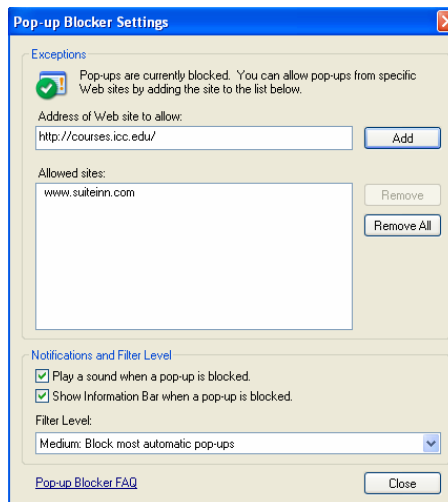 Pop-up Blocker Settings
Exceptions
Pop-ups are currently blocked. You can allow pop-ups from specific
Web sites by adding the site to the list below.
Address of Web site to allow:
http://courses.icc.edu/
Add
Allowed sites:
www.suiteinn.com
Remove
Remove All
Notifications and Filter Level
Play a sound when a pop-up is blocked.
Show Information Bar when a pop-up is blocked.
Filter Level:
Medium: Block most automatic pop-ups
Pop-up Blocker FAQ
Close